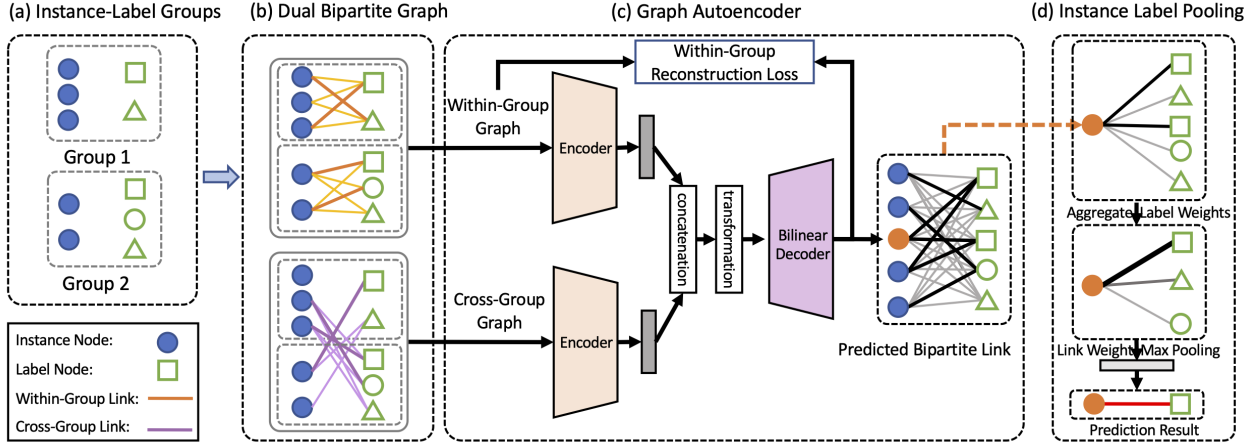 (a) Instance-Label Groups
(b) Dual Bipartite Graph
(c) Graph Autoencoder
(d) Instance Label Pooling
Group 1
Group 2
Instance Node:
Label Node:
Within-Group Link:
Cross-Group Link:
Within-Group
Reconstruction Loss
Within-Group
Graph
Encoder
Cross-Group
Graph
Encoder
concatenation
transformation
Bilinear
Decoder
Predicted Bipartite Link
Aggregate Label Weights
Link Weight Max Pooling
Prediction Result